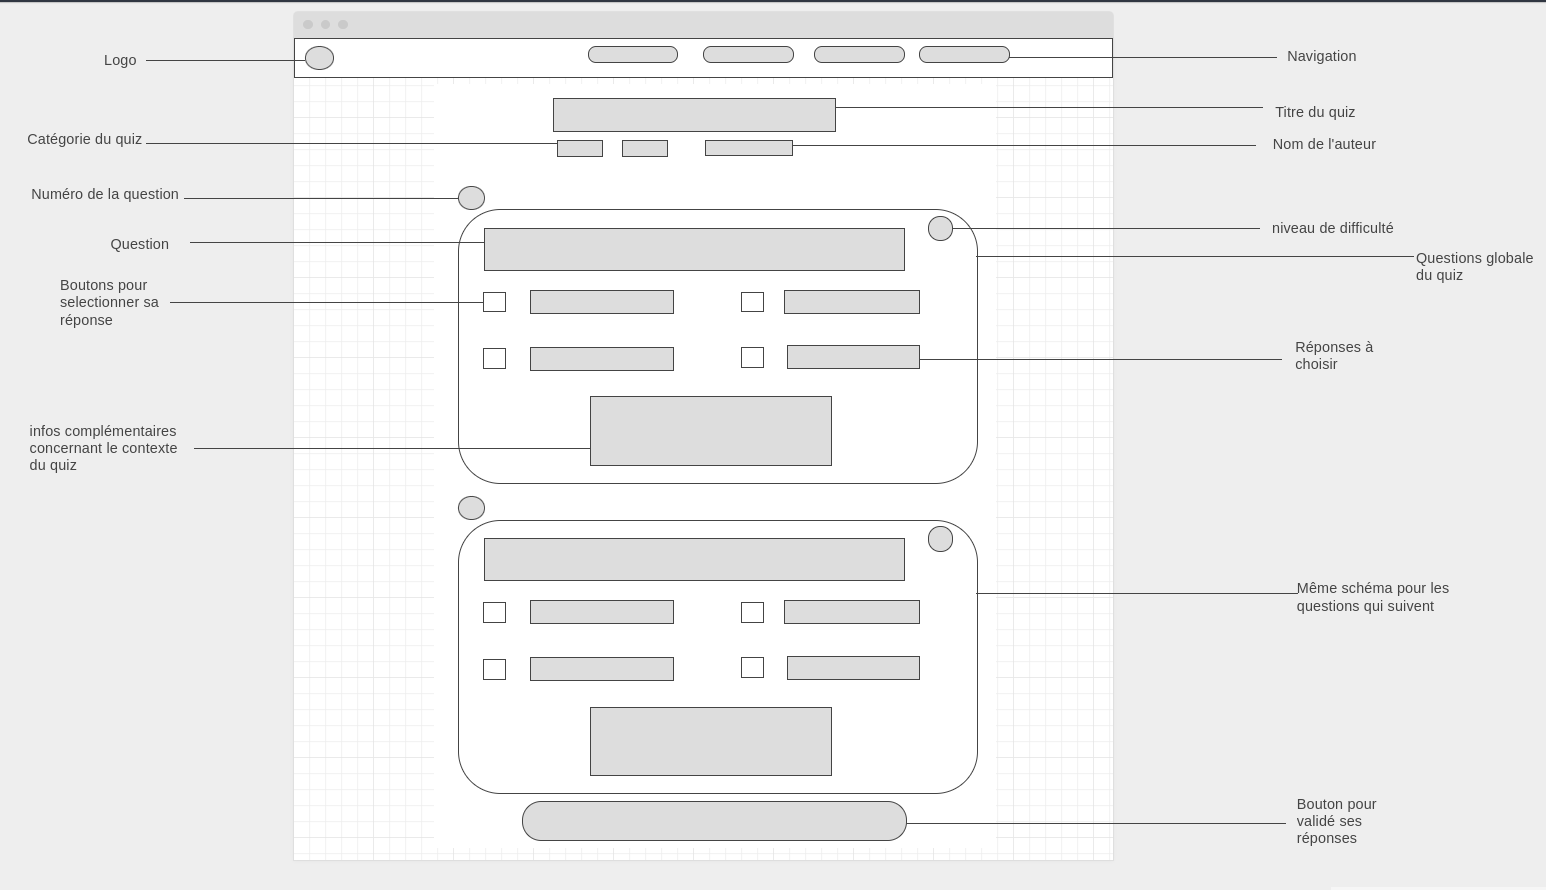 Logo
Navigation
Titre du quiz
Catégorie du quiz
Nom de l'auteur
Numéro de la question
niveau de difficulté
Question
Questions globale
du quiz
Boutons pour
selectionner sa
réponse
Réponses à
choisir
infos complémentaires
concernant le contexte
du quiz
Même schéma pour les
questions qui suivent
Bouton pour
validé ses
réponses